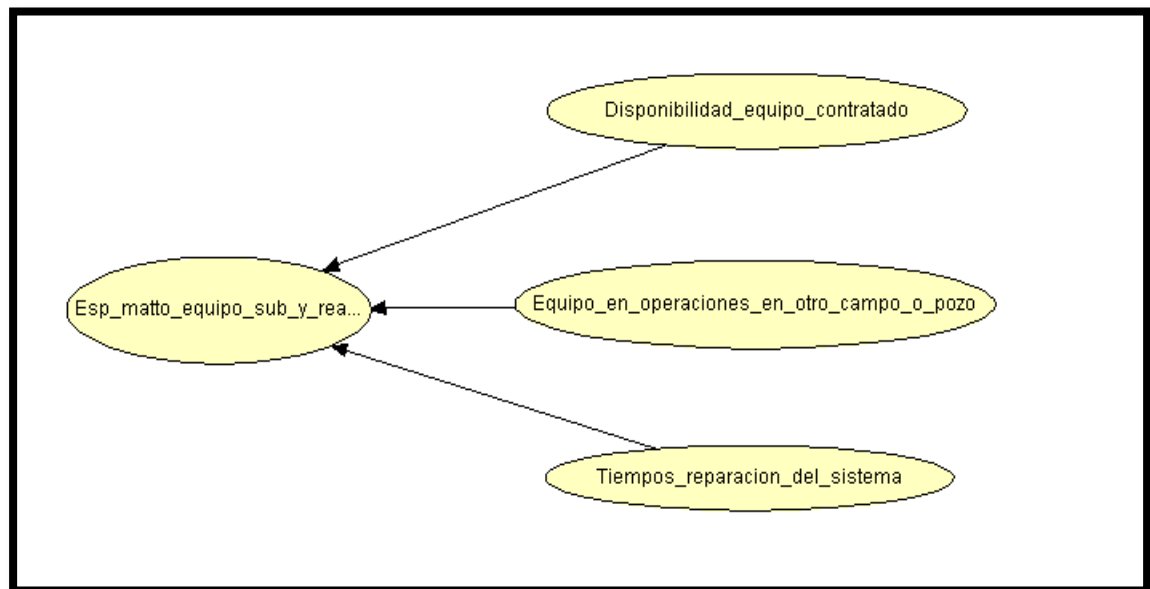 Disponibilidad_equipo_contratado
Esp_matto_equipo_sub_y_rea...
Equipo_en_operaciones_en_otro_campo_o_pozo
Tiempos_reparacion_del_sistema